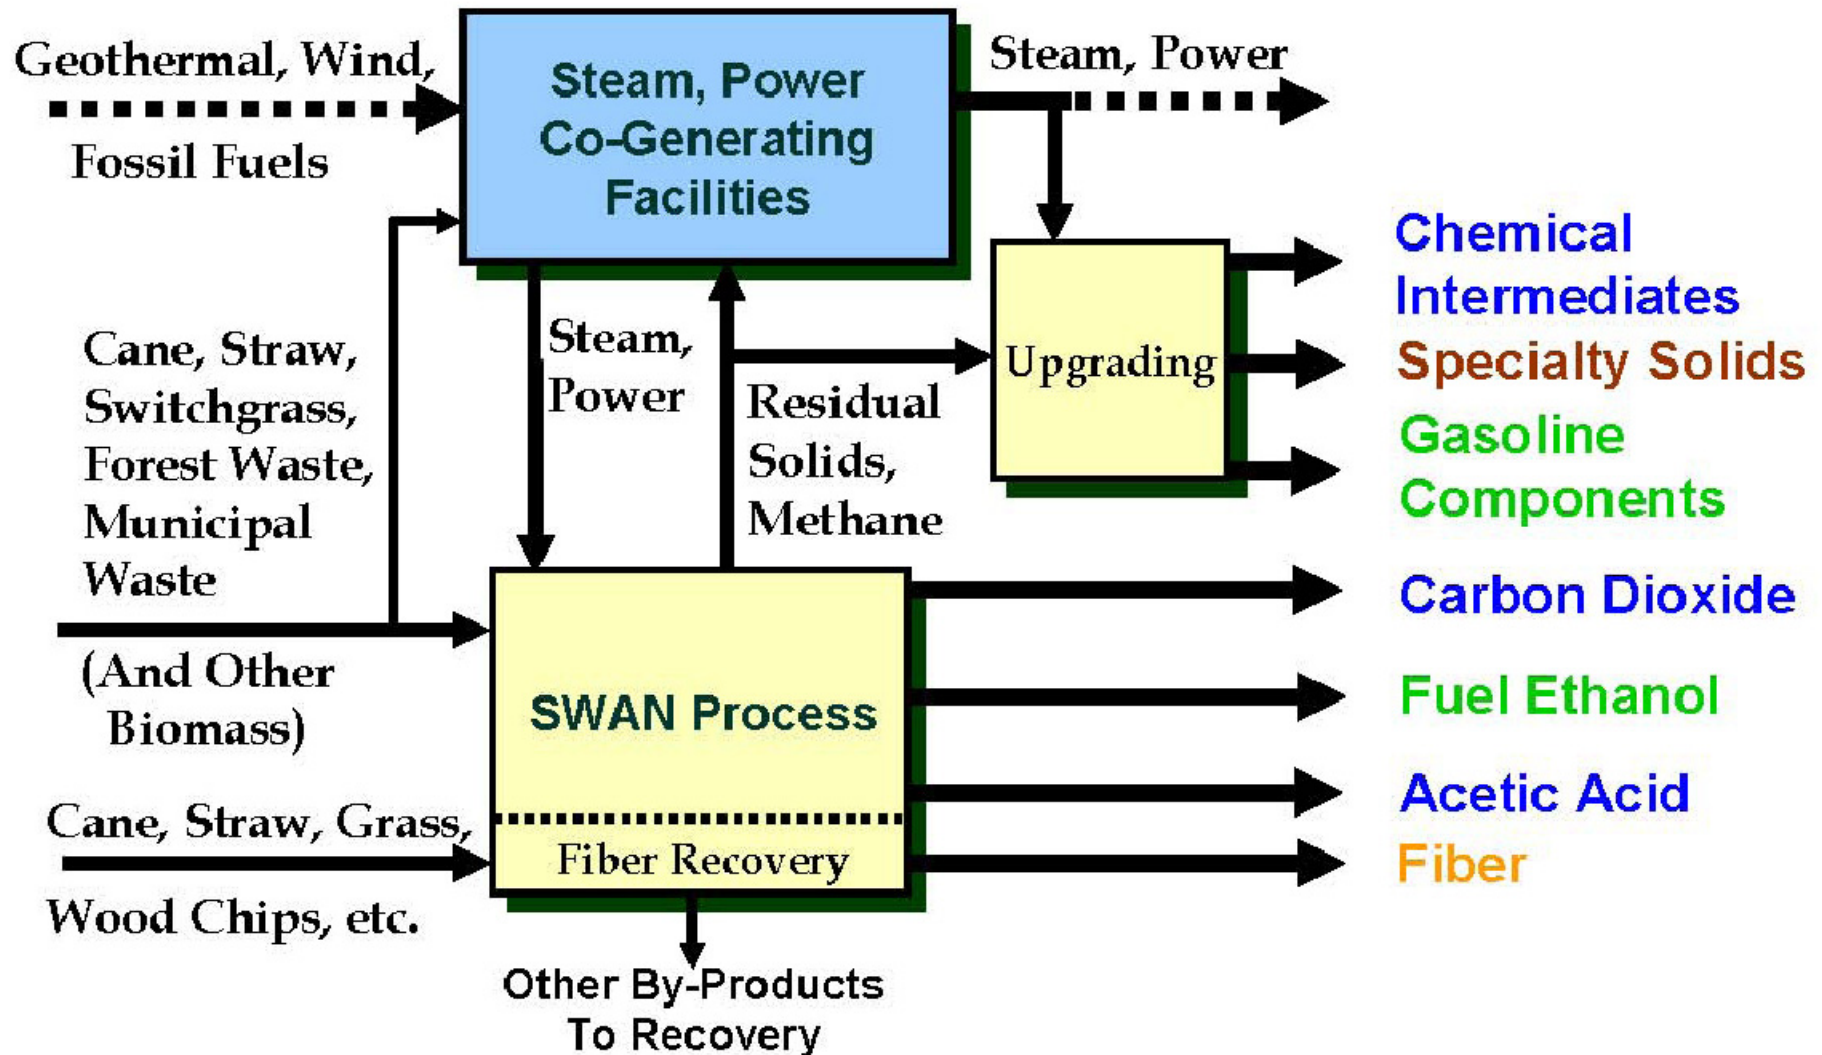 Geothermal, Wind,
Fossil Fuels
Steam, Power
Co-Generating
Facilities
Steam, Power
Cane, Straw,
Switchgrass,
Forest Waste,
Municipal
Waste
(And Other
Biomass)
Steam,
Power
Residual
Solids,
Methane
Upgrading
Chemical
Intermediates
Specialty Solids
Gasoline
Components
Carbon Dioxide
Fuel Ethanol
Acetic Acid
Fiber
SWAN Process
Fiber Recovery
Cane, Straw, Grass,
Wood Chips, etc.
Other By-Products
To Recovery